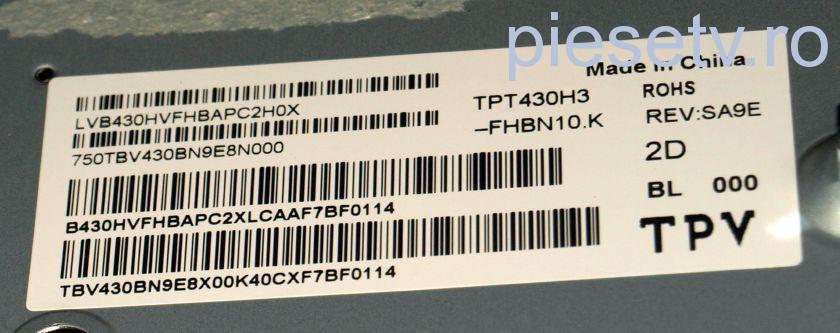 piesetv.ro
Made in China
LVB430HVFHBAPC2H0X
750TBV430BN9E8N000
TPT430H3
-FHBN10.K
ROHS
REV:SA9E
2D
BL 000
B430HVFHBAPC2XLCAAF7BF0114
TBV430BN9E8X00K40CXF7BF0114
TPV